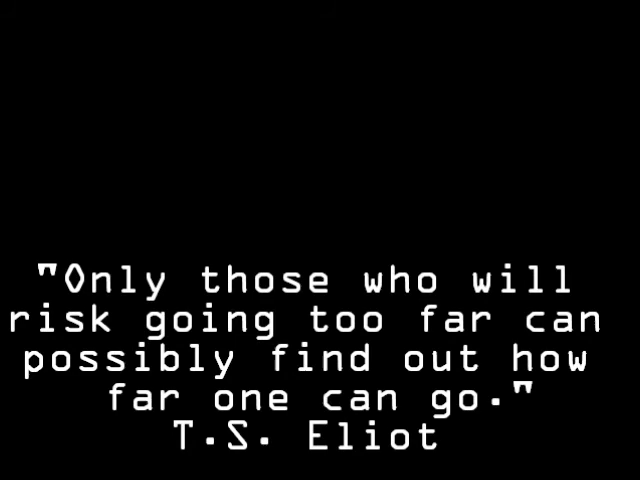 "Only those who will
risk going too far can
possibly find out how
far one can go."
T.S. Eliot